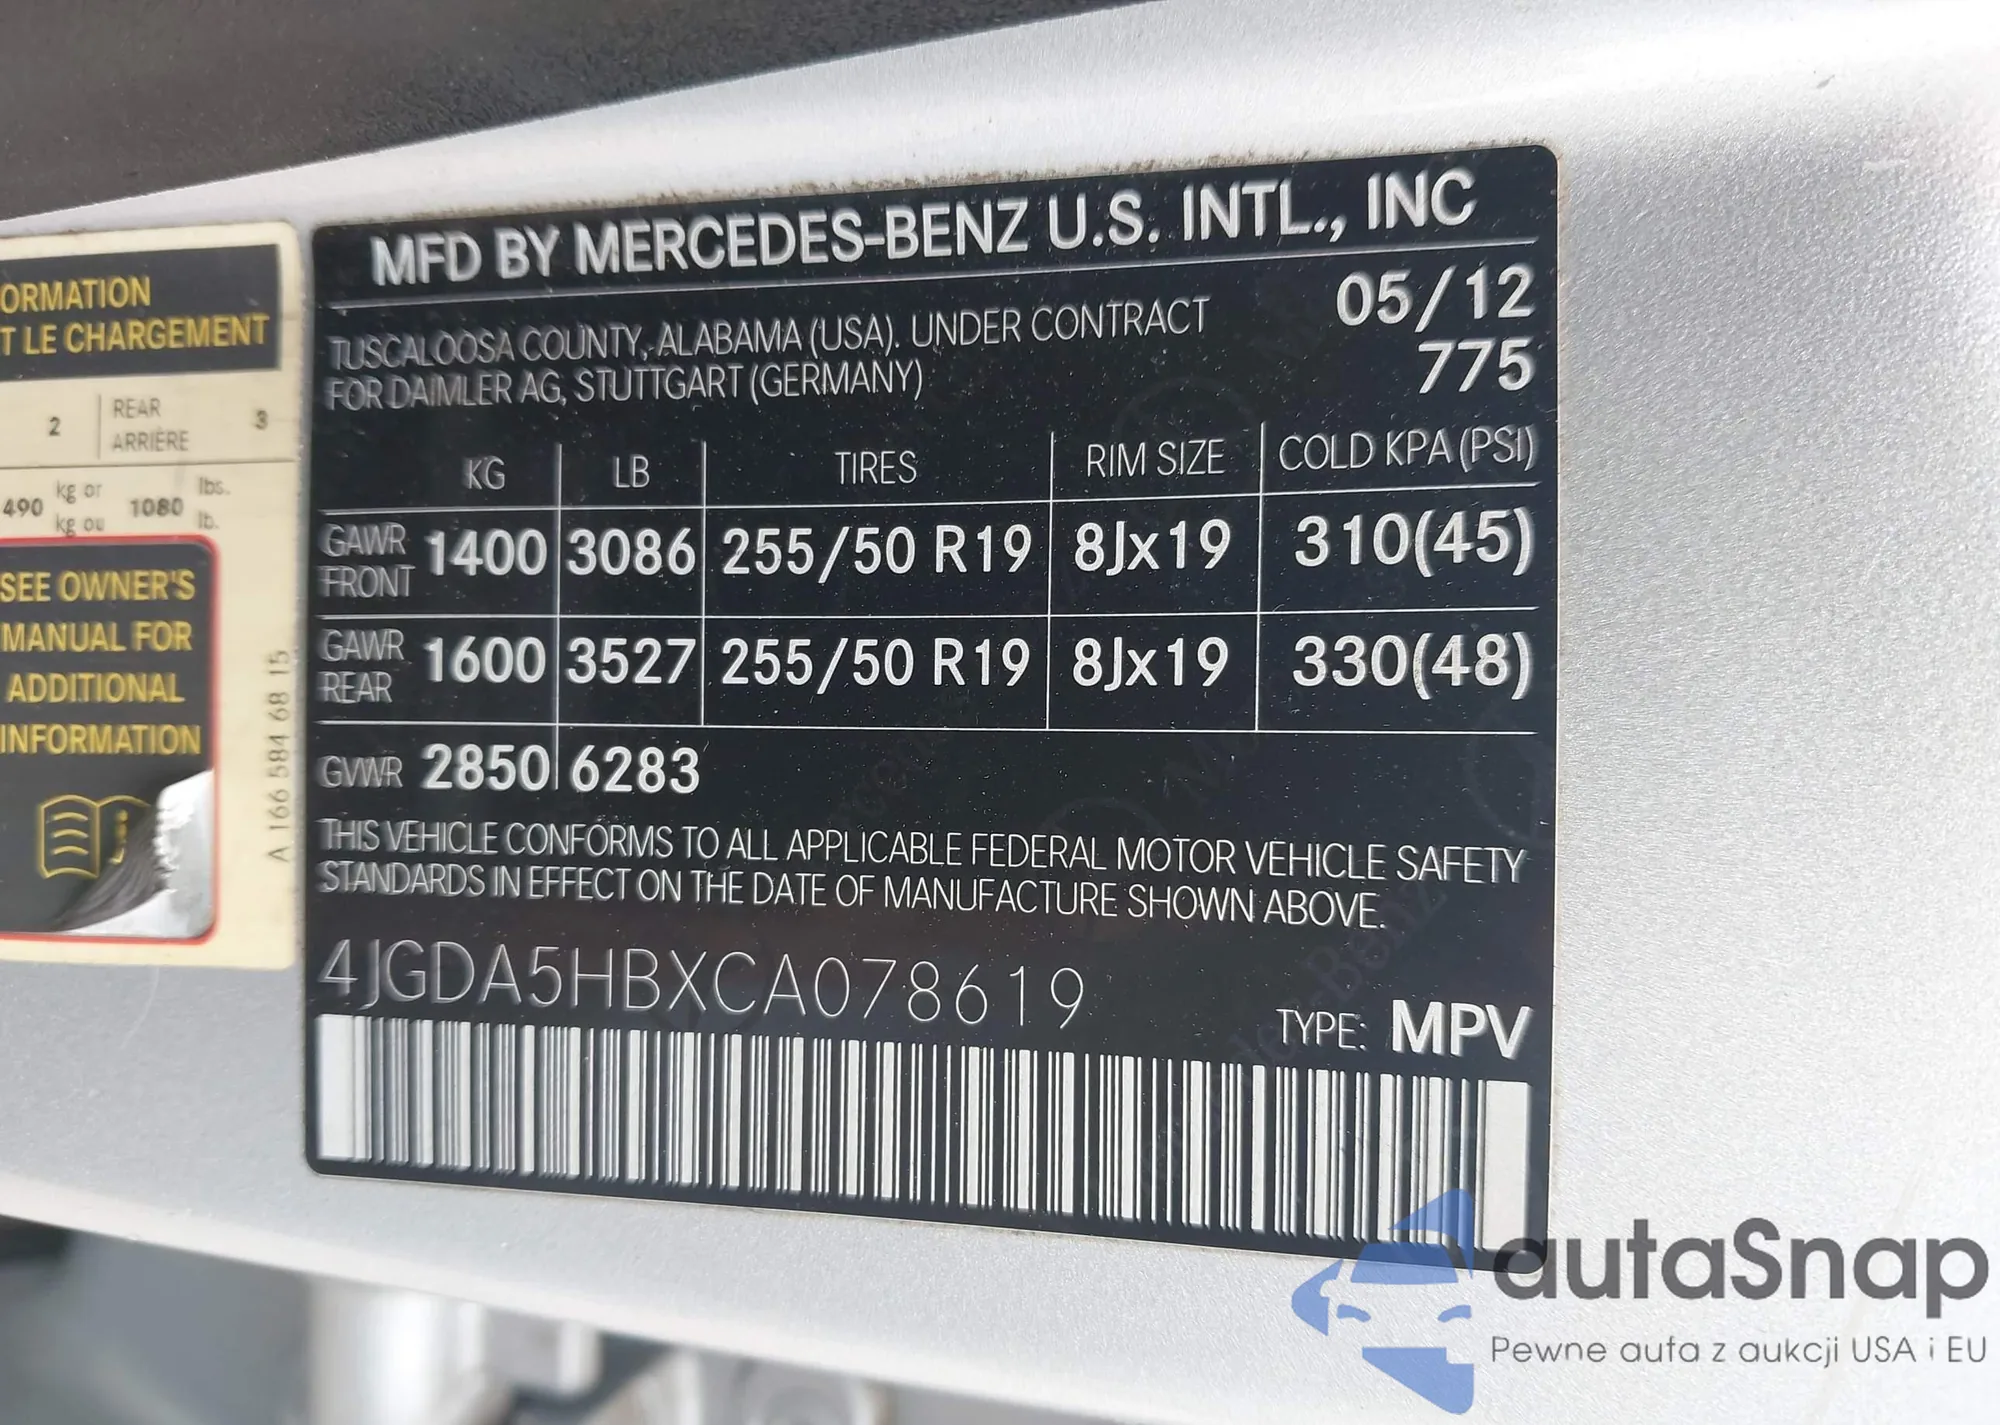 ORMATION
T LE CHARGEMENT
2 REAR 3
ARRIÈRE
490 kg or 1080 lbs.
kg ou lb.
SEE OWNER'S
MANUAL FOR
ADDITIONAL
INFORMATION
A 166 584 68 15
MFD BY MERCEDES-BENZ U.S. INTL., INC
TUSCALOOSA COUNTY, ALABAMA (USA). UNDER CONTRACT 05/12
FOR DAIMLER AG, STUTTGART (GERMANY) 775
KG LB TIRES RIM SIZE COLD KPA (PSI)
GAWR FRONT 1400 3086 255/50 R19 8Jx19 310(45)
GAWR REAR 1600 3527 255/50 R19 8Jx19 330(48)
GVWR 2850 6283
THIS VEHICLE CONFORMS TO ALL APPLICABLE FEDERAL MOTOR VEHICLE SAFETY
STANDARDS IN EFFECT ON THE DATE OF MANUFACTURE SHOWN ABOVE.
4JGDA5HBXCA078619
TYPE: MPV
autaSnap
Pewne auta z aukcji USA i EU